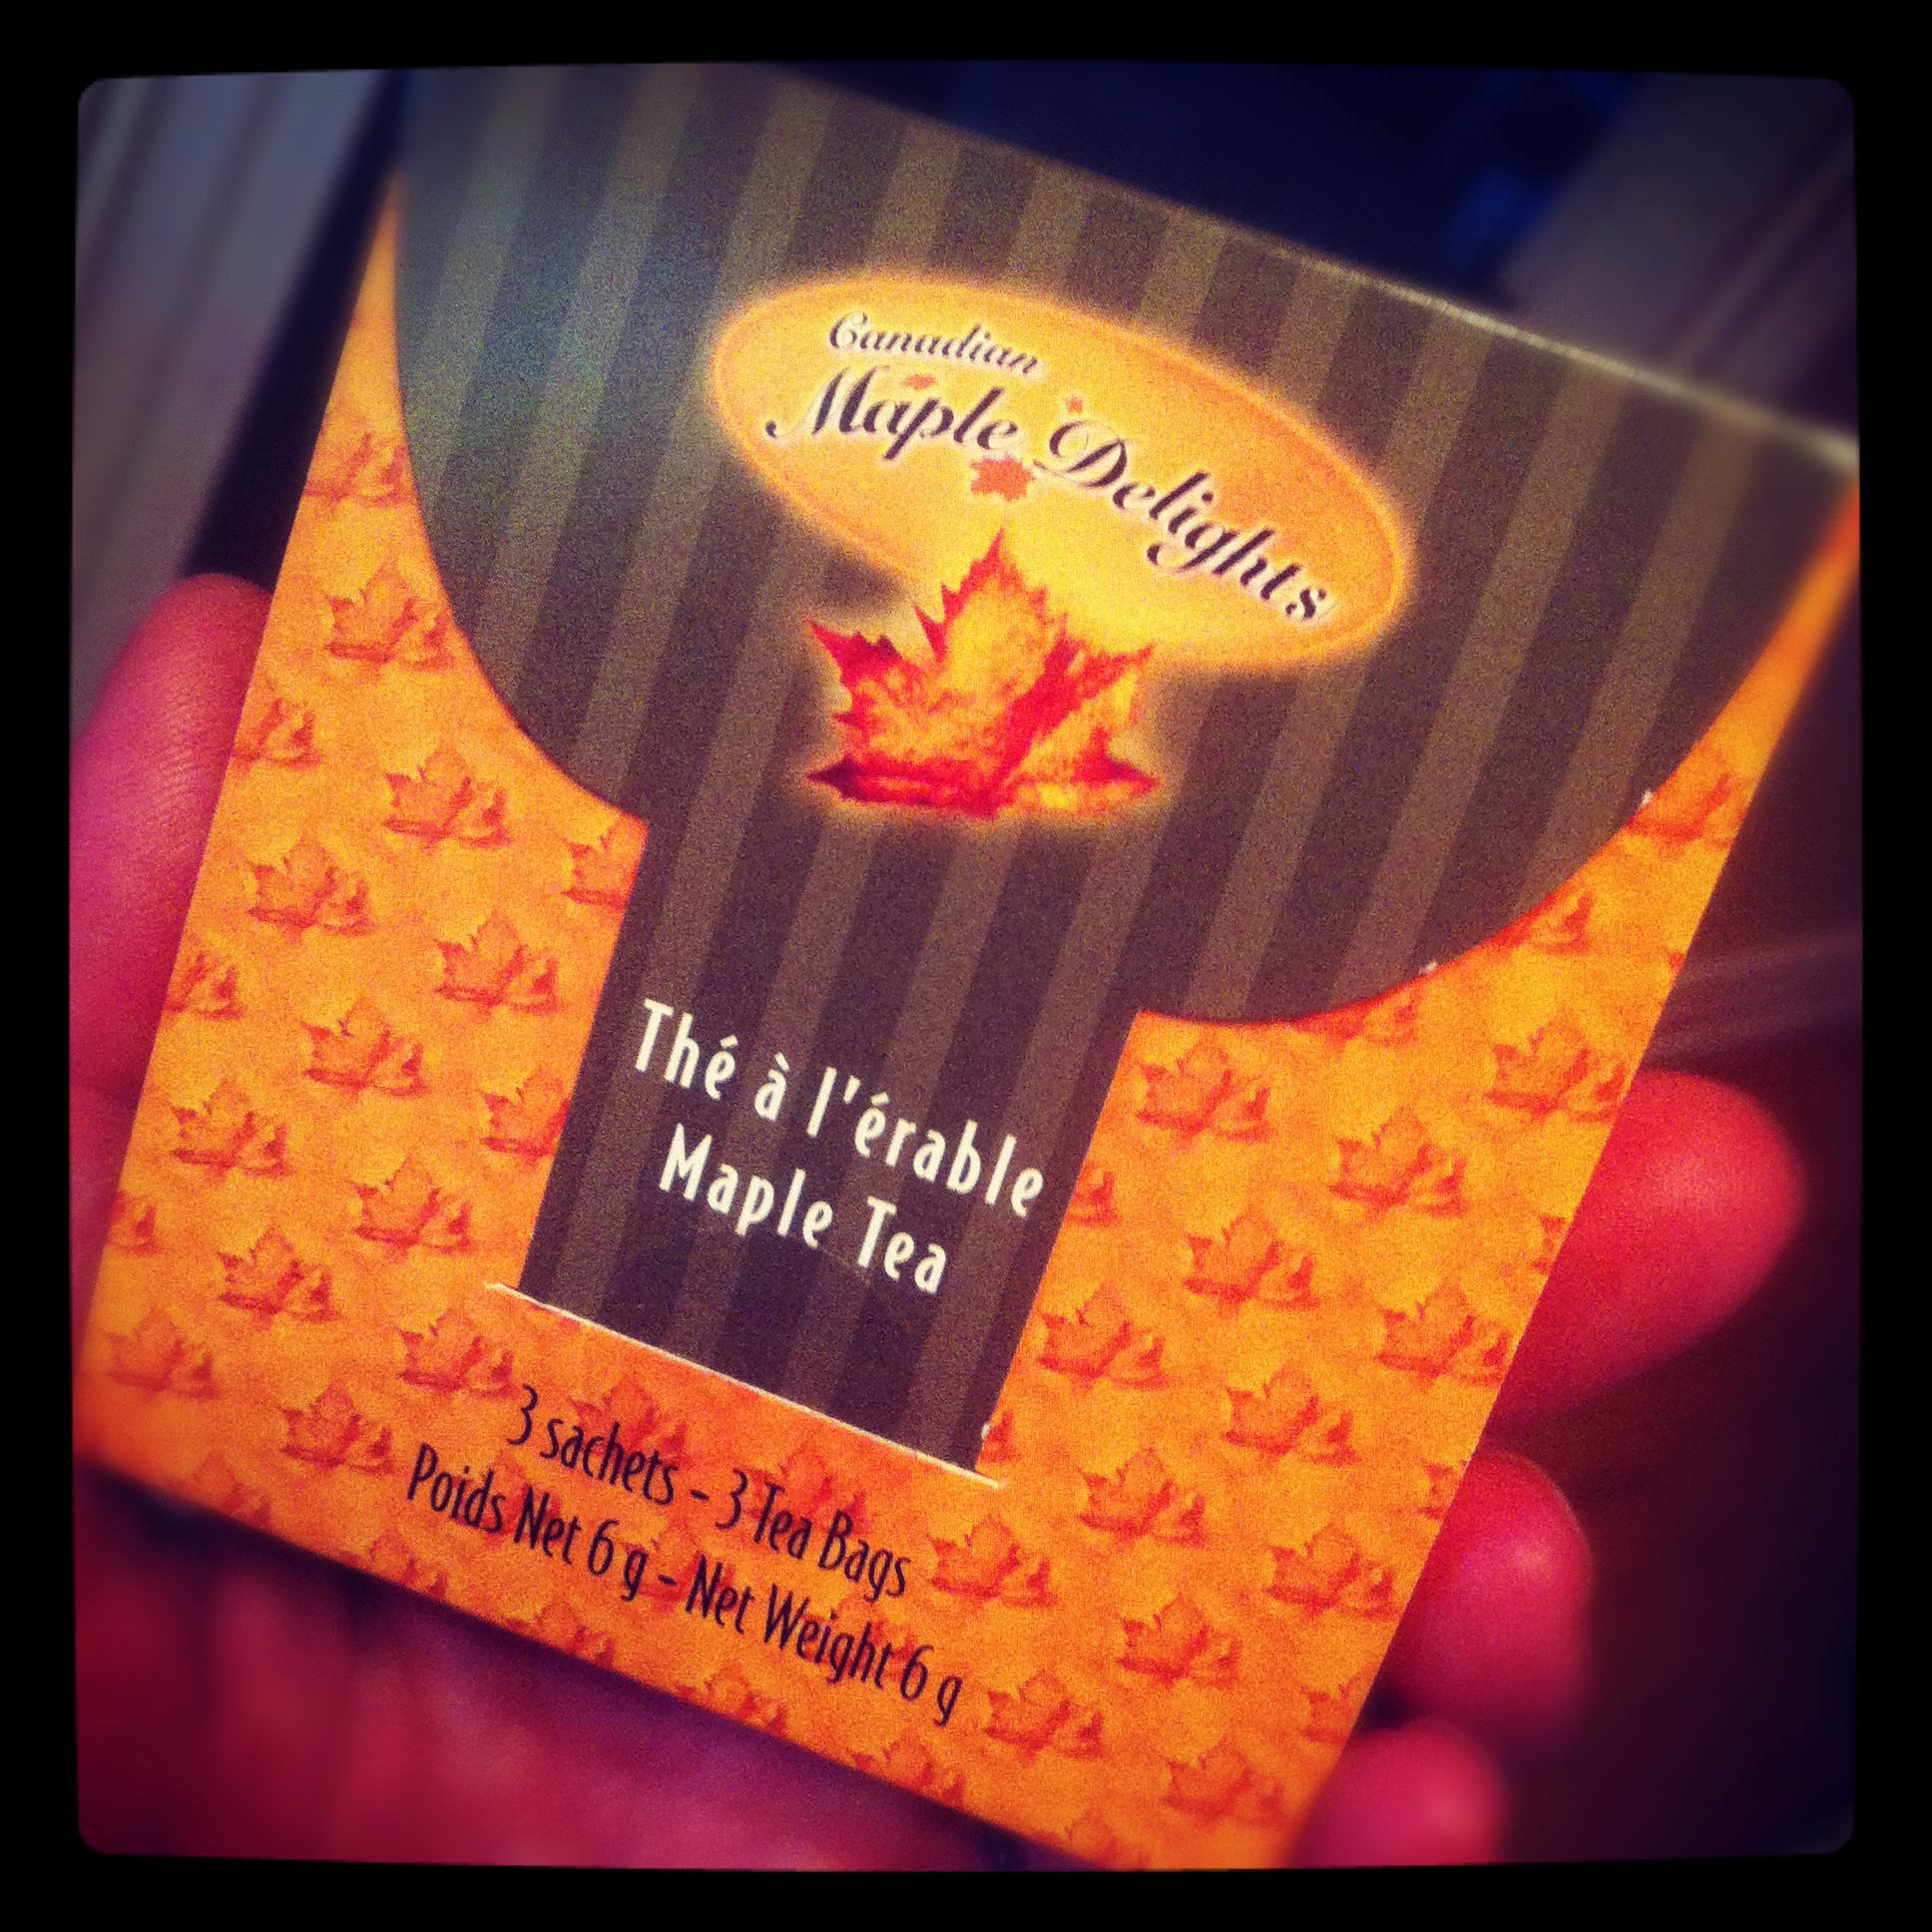 Canadian
Maple Delights
Thé à l'érable
Maple Tea
3 sachets - 3 Tea Bags
Poids Net 6 g - Net Weight 6 g